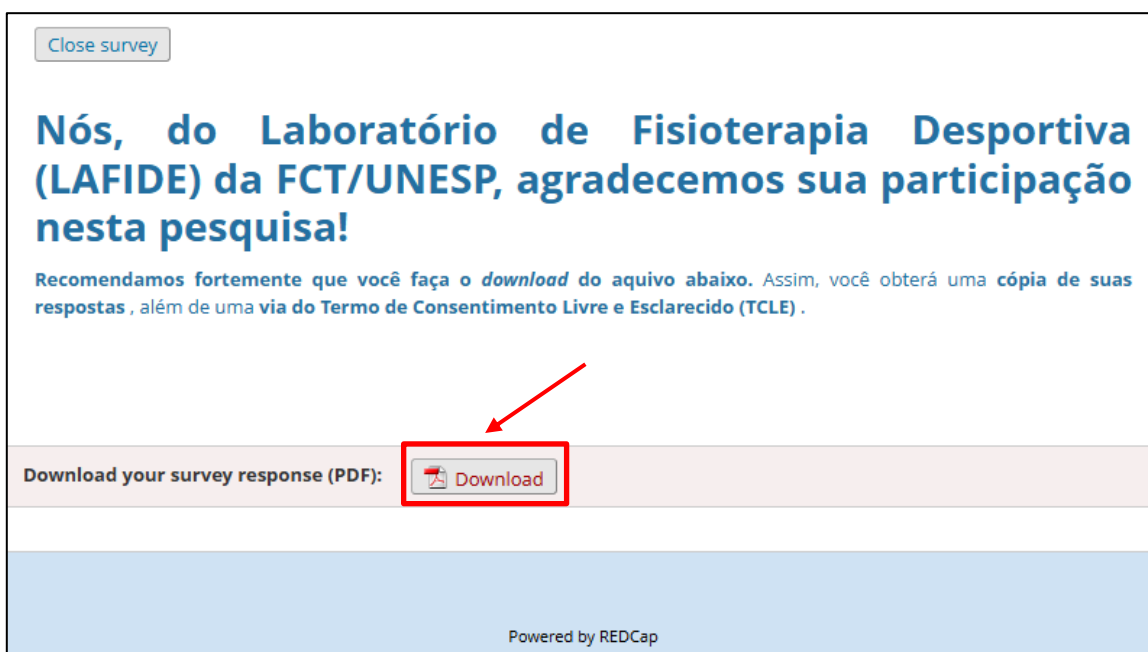 Close survey
Nós, do Laboratório de Fisioterapia Desportiva
(LAFIDE) da FCT/UNESP, agradecemos sua participação
nesta pesquisa!
Recomendamos fortemente que você faça o download do aquivo abaixo. Assim, você obterá uma cópia de suas
respostas , além de uma via do Termo de Consentimento Livre e Esclarecido (TCLE) .
Download your survey response (PDF): Download
Powered by REDCap